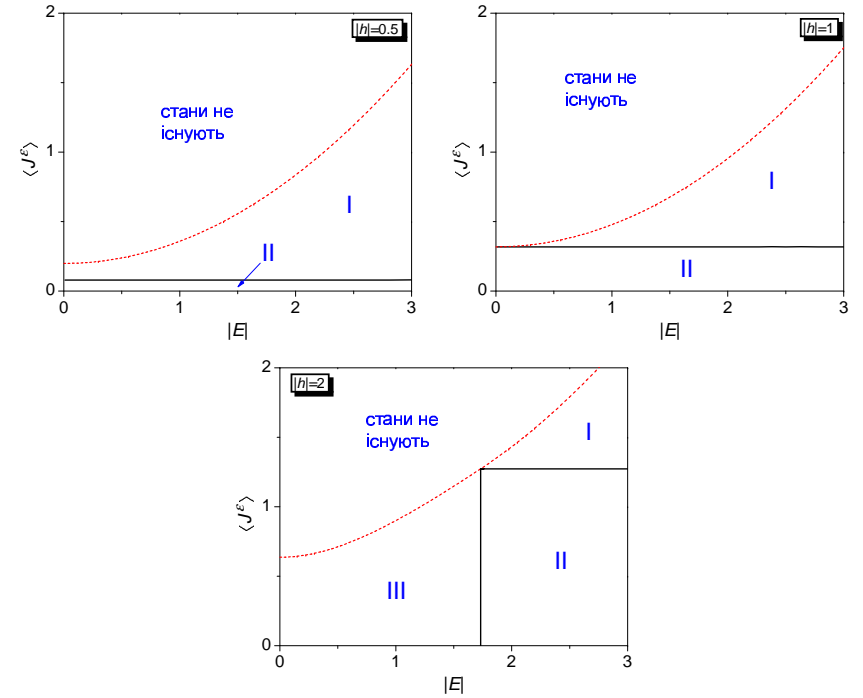 2
|h|=0.5
стани не
існують
1
I
II
0
0
1
2
3
⟨J^ε⟩
|E|
2
|h|=1
стани не
існують
1
I
II
0
0
1
2
3
⟨J^ε⟩
|E|
2
|h|=2
стани не
існують
I
1
II
III
0
0
1
2
3
⟨J^ε⟩
|E|